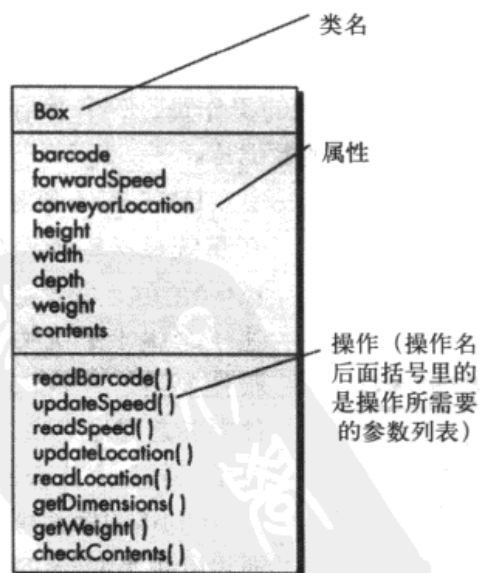 类名
Box
barcode
forwardSpeed
conveyorLocation
height
width
depth
weight
contents
属性
readBarcode( )
updateSpeed( )
readSpeed( )
updateLocation( )
readLocation( )
getDimensions( )
getWeight( )
checkContents( )
操作（操作名
后面括号里的
是操作所需要
的参数列表）